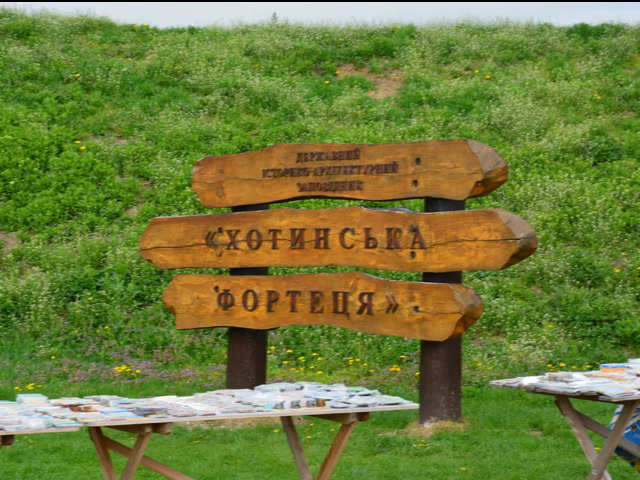 ДЕРЖАВНИЙ
ІСТОРИКО-АРХІТЕКТУРНИЙ
ЗАПОВІДНИК
«ХОТИНСЬКА
ФОРТЕЦЯ»